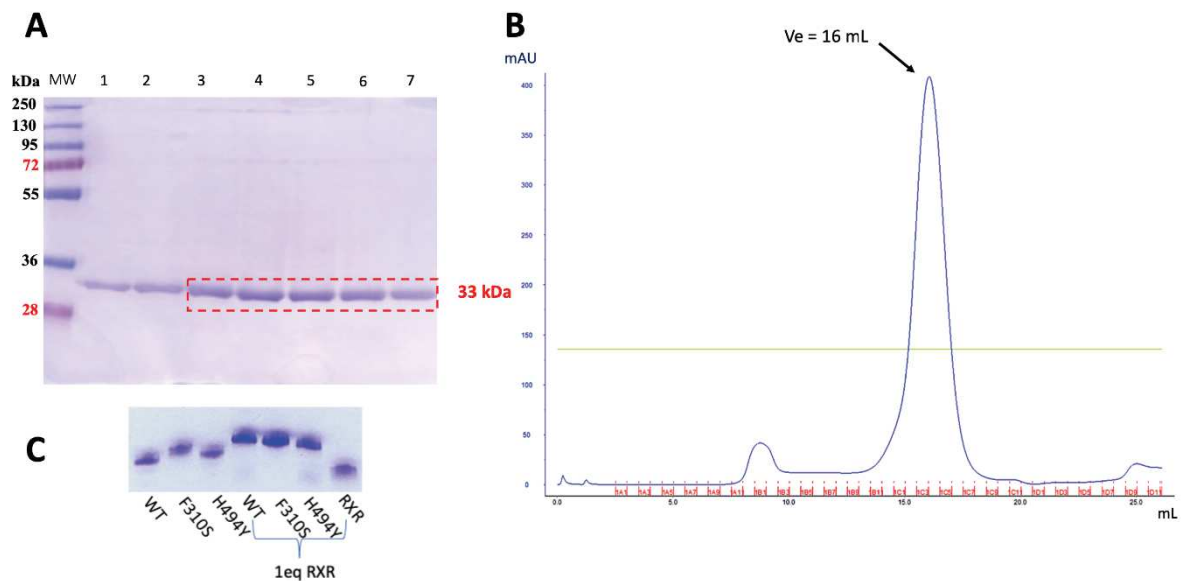 A
kDa MW 1 2 3 4 5 6 7
250
130
95
72
55
36
28
33 kDa
B
Ve = 16 mL
mAU
400
350
300
250
200
150
100
50
0
0.0 5.0 10.0 15.0 20.0 25.0
mL
C
WT F310S H494Y WT F310S H494Y RXR
1eq RXR